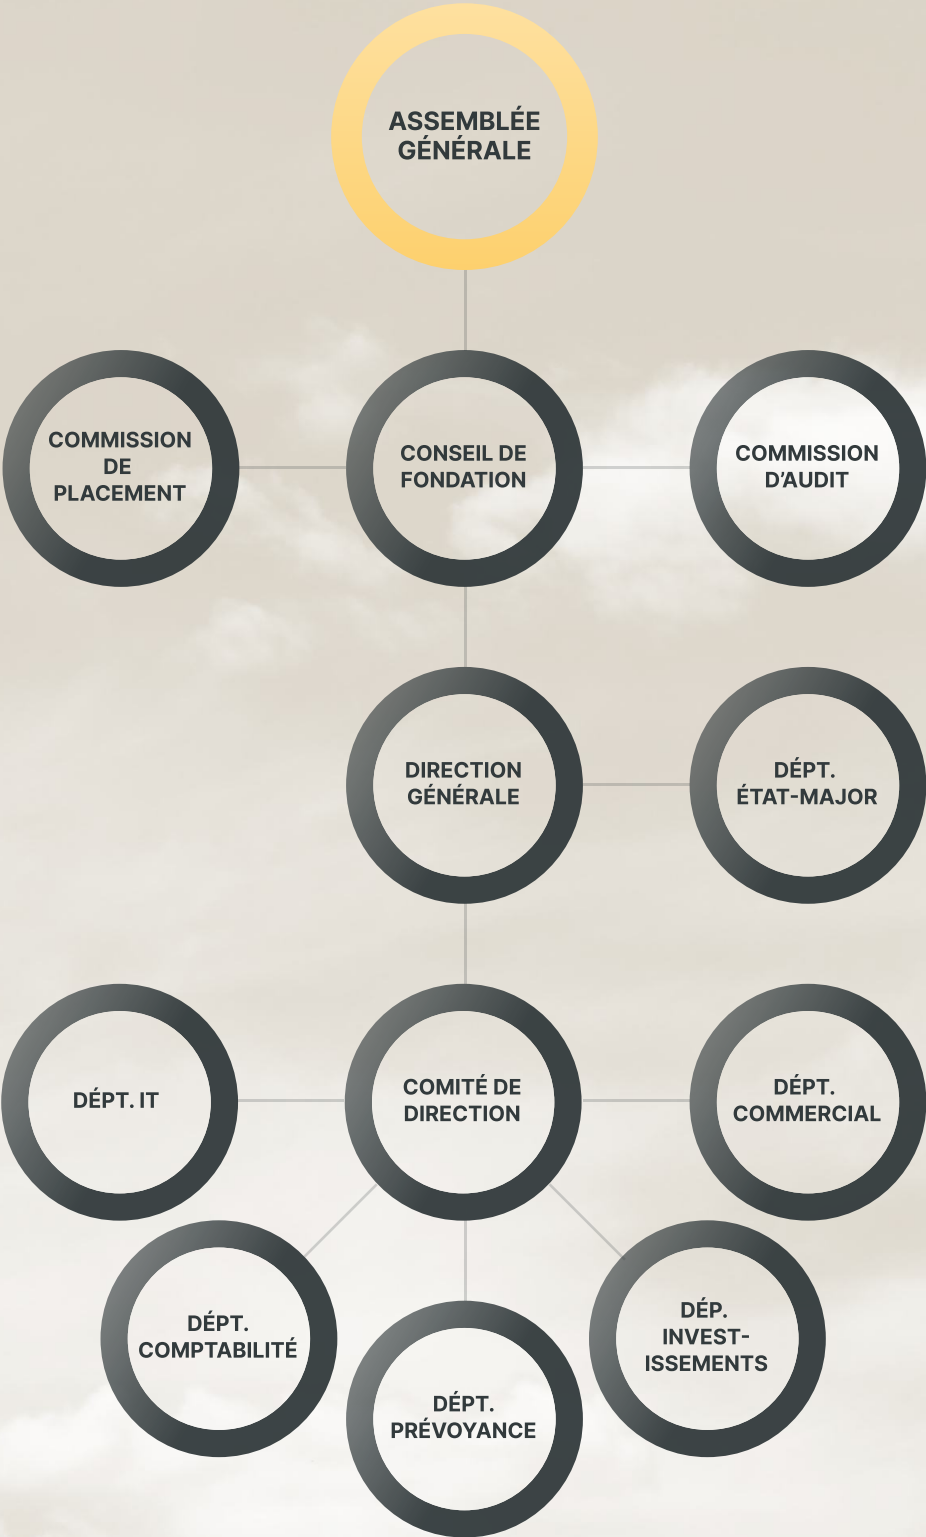 ASSEMBLÉE
GÉNÉRALE
COMMISSION
DE
PLACEMENT
CONSEIL DE
FONDATION
COMMISSION
D’AUDIT
DIRECTION
GÉNÉRALE
DÉPT.
ÉTAT-MAJOR
DÉPT. IT
COMITÉ DE
DIRECTION
DÉPT.
COMMERCIAL
DÉPT.
COMPTABILITÉ
DÉPT.
PRÉVOYANCE
DÉP.
INVEST-
ISSEMENTS